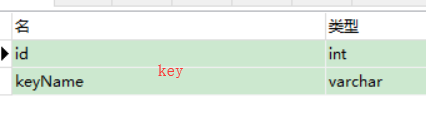 名 类型
id int
key
keyName varchar